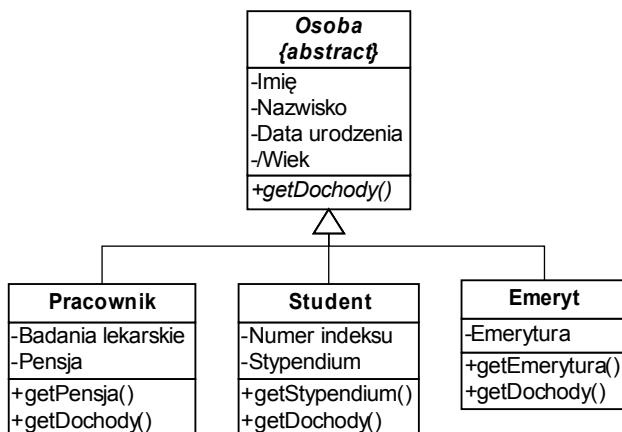 Osoba
{abstract}
-Imię
-Nazwisko
-Data urodzenia
-/Wiek
+getDochody()
Pracownik
-Badania lekarskie
-Pensja
+getPensja()
+getDochody()
Student
-Numer indeksu
-Stypendium
+getStypendium()
+getDochody()
Emeryt
-Emerytura
+getEmerytura()
+getDochody()